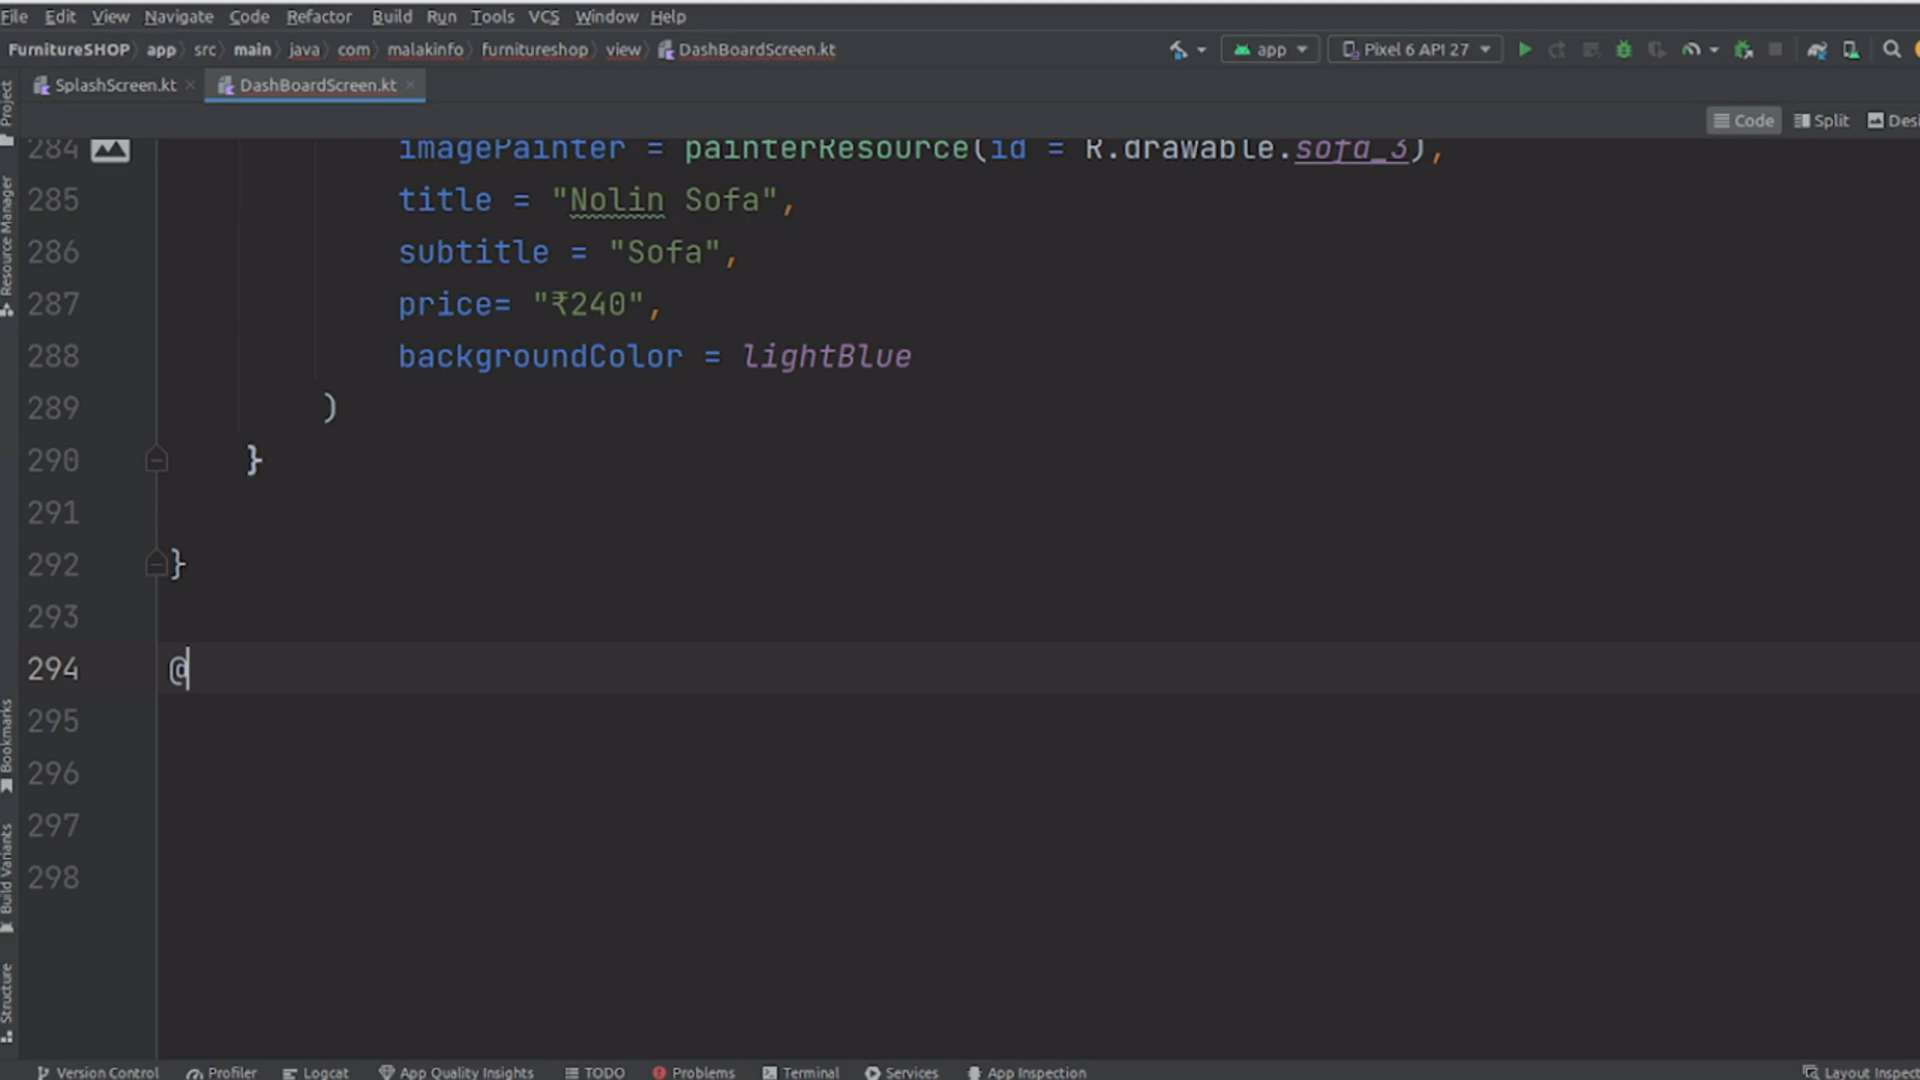 File Edit View Navigate Code Refactor Build Run Tools VCS Window Help
FurnitureSHOP app src main java com malakinfo furnitureshop view DashBoardScreen.kt app Pixel 6 API 27
SplashScreen.kt DashBoardScreen.kt
Code Split Desi
Project
Resource Manager
Bookmarks
Build Variants
Structure
284 imagePainter = painterResource(id = R.drawable.sofa_3),
285 title = "Nolin Sofa",
286 subtitle = "Sofa",
287 price= "₹240",
288 backgroundColor = lightBlue
289 )
290 }
291
292 }
293
294 @
295
296
297
298
Version Control Profiler Logcat App Quality Insights TODO Problems Terminal Services App Inspection Layout Inspect